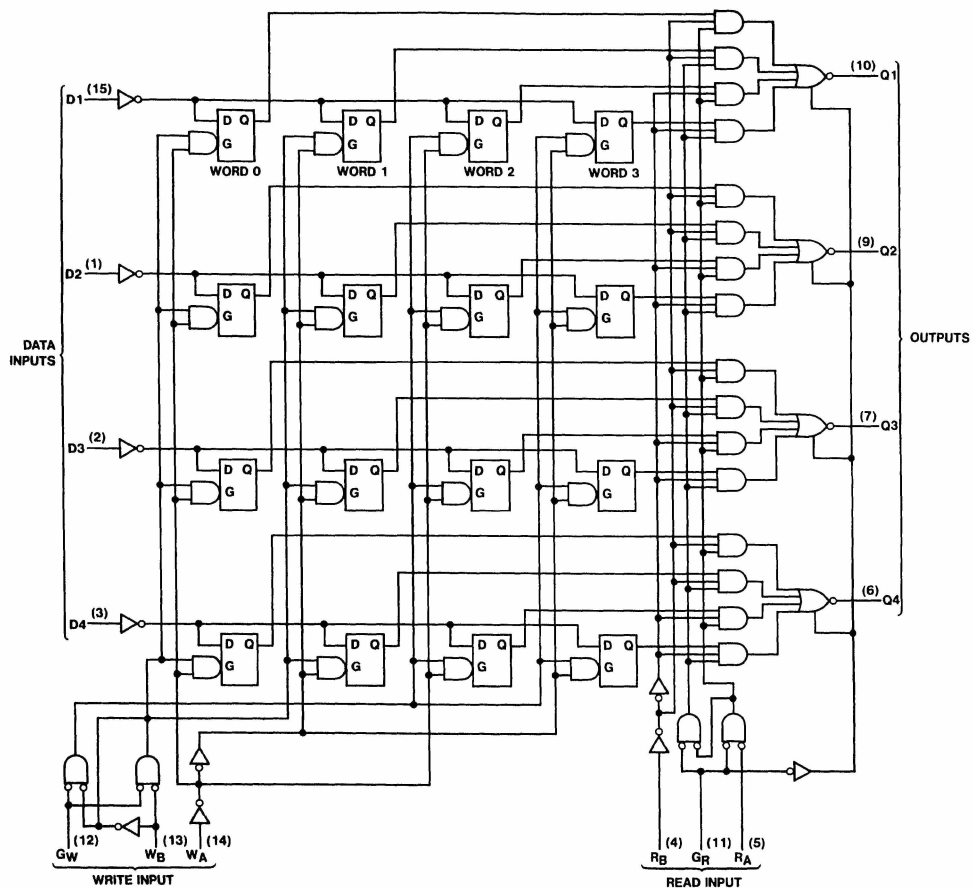 (10)
Q1
(15)
D1
D Q
G
WORD 0
D Q
G
WORD 1
D Q
G
WORD 2
D Q
G
WORD 3
(1)
D2
(9)
Q2
D Q
G
D Q
G
D Q
G
D Q
G
DATA
INPUTS
OUTPUTS
(2)
D3
(7)
Q3
D Q
G
D Q
G
D Q
G
D Q
G
(3)
D4
(6)
Q4
D Q
G
D Q
G
D Q
G
D Q
G
GW (12)
WB (13)
WA (14)
WRITE INPUT
RB (4)
GR (11)
RA (5)
READ INPUT